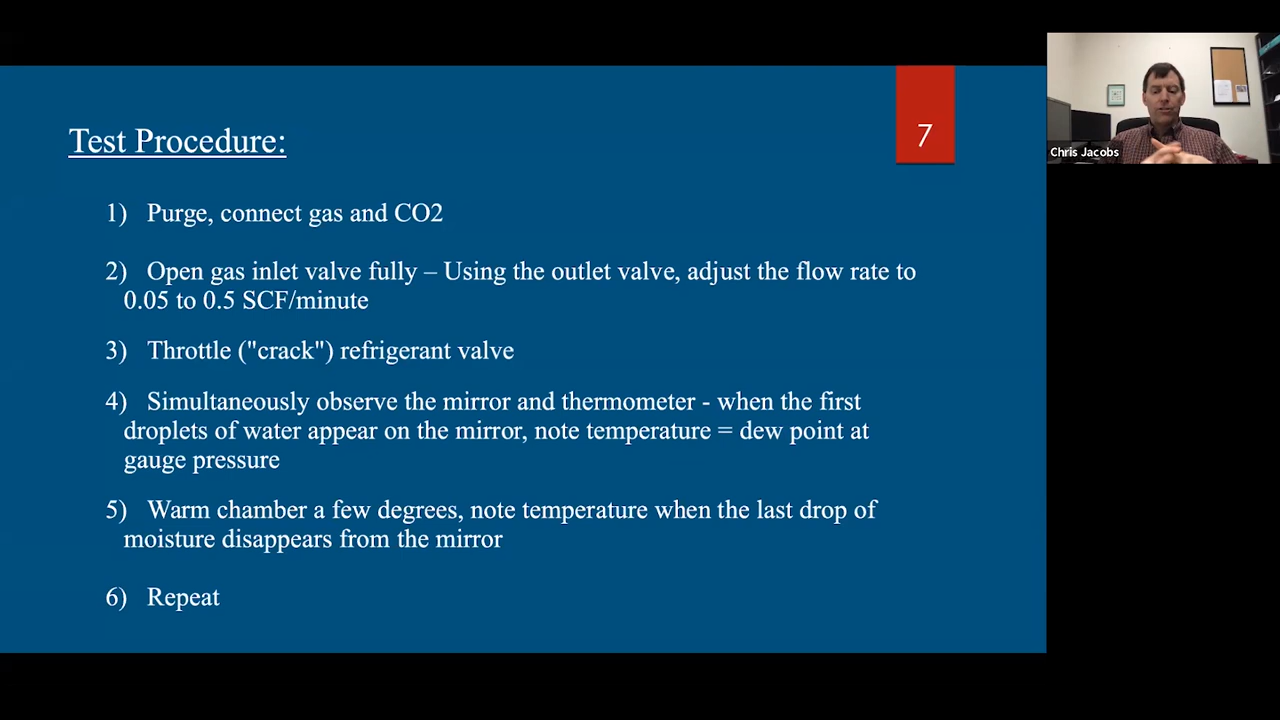 7
Test Procedure:
1) Purge, connect gas and CO2
2) Open gas inlet valve fully – Using the outlet valve, adjust the flow rate to
0.05 to 0.5 SCF/minute
3) Throttle ("crack") refrigerant valve
4) Simultaneously observe the mirror and thermometer - when the first
droplets of water appear on the mirror, note temperature = dew point at
gauge pressure
5) Warm chamber a few degrees, note temperature when the last drop of
moisture disappears from the mirror
6) Repeat
Chris Jacobs